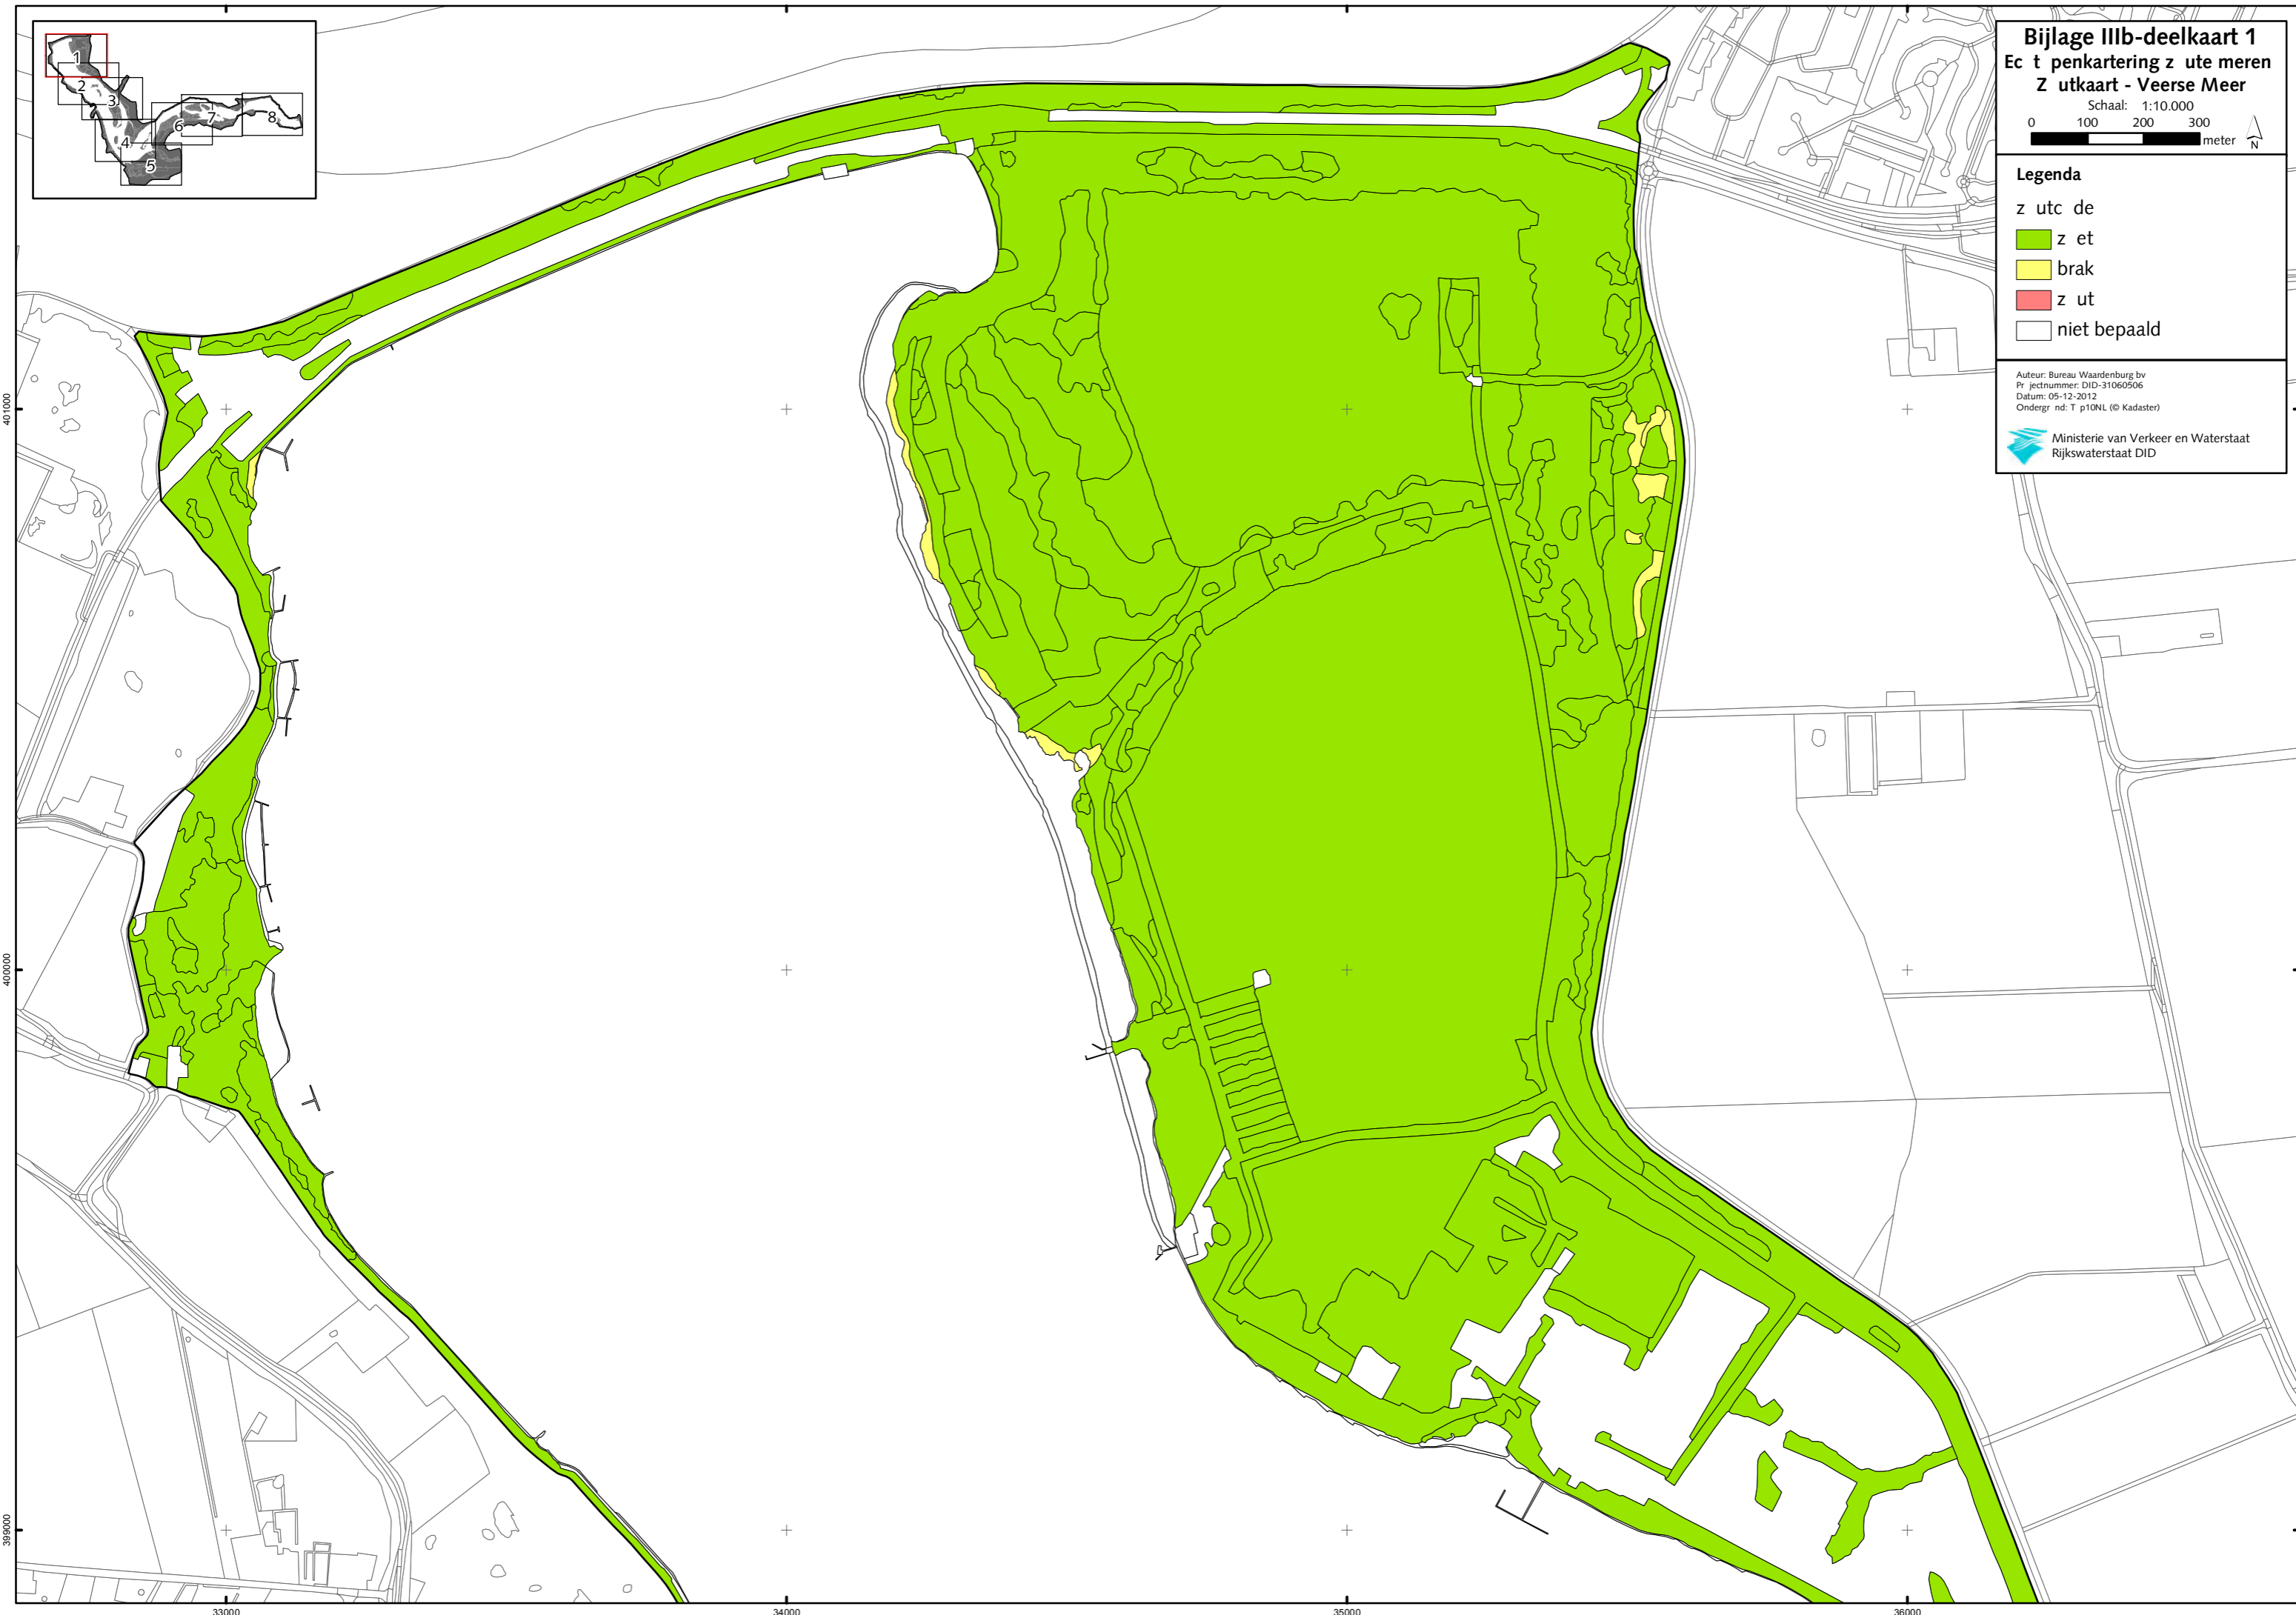 1
2
3
4
5
6
7
8
Bijlage IIIb-deelkaart 1
Ec t penkartering z ute meren
Z utkaart - Veerse Meer
Schaal: 1:10.000
0 100 200 300
meter
N
Legenda
z utc de
z et
brak
z ut
niet bepaald
Auteur: Bureau Waardenburg bv
Pr jectnummer: DID-31060506
Datum: 05-12-2012
Ondergr nd: T p10NL (© Kadaster)
Ministerie van Verkeer en Waterstaat
Rijkswaterstaat DID
401000
400000
399000
33000 34000 35000 36000